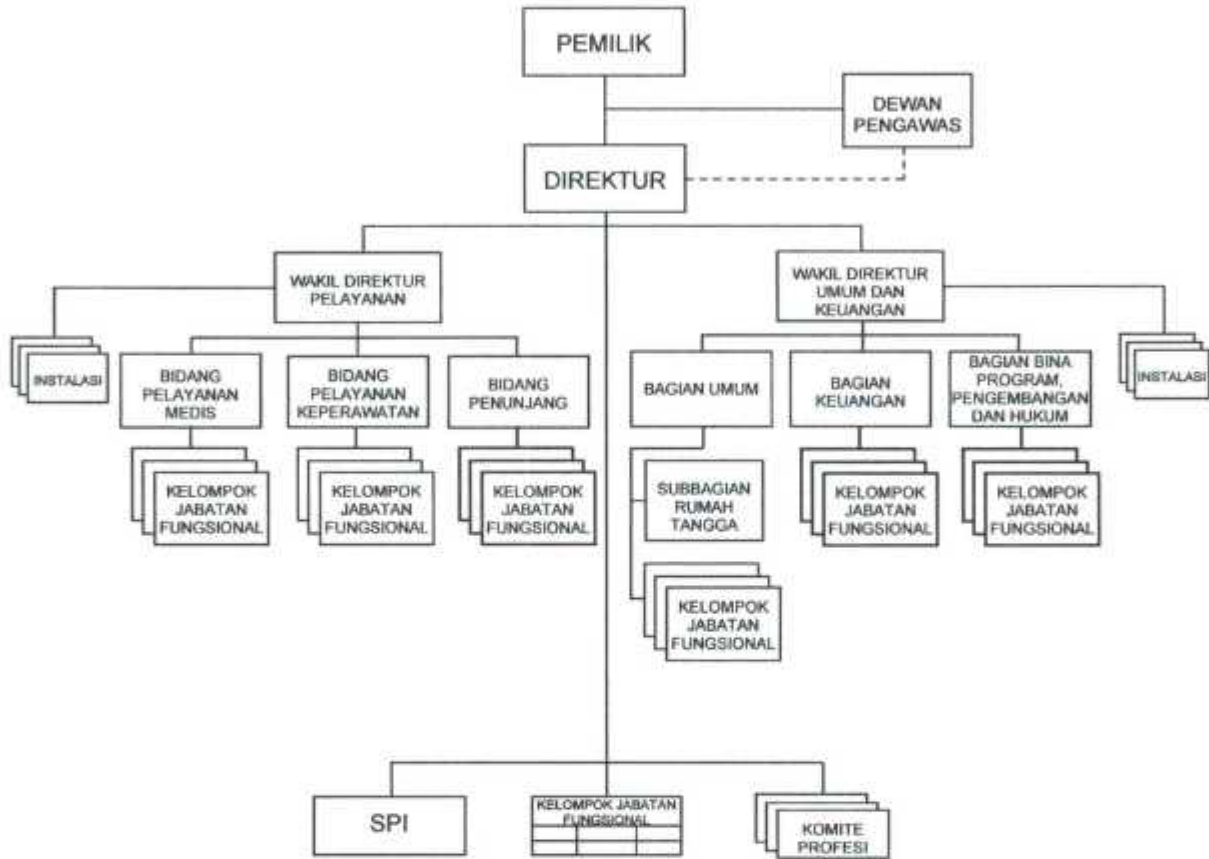 PEMILIK
DEWAN
PENGAWAS
DIREKTUR
WAKIL DIREKTUR
PELAYANAN
WAKIL DIREKTUR
UMUM DAN
KEUANGAN
INSTALASI
BIDANG
PELAYANAN
MEDIS
BIDANG
PELAYANAN
KEPERAWATAN
BIDANG
PENUNJANG
BAGIAN UMUM
BAGIAN
KEUANGAN
BAGIAN BINA
PROGRAM,
PENGEMBANGAN
DAN HUKUM
INSTALASI
KELOMPOK
JABATAN
FUNGSIONAL
KELOMPOK
JABATAN
FUNGSIONAL
KELOMPOK
JABATAN
FUNGSIONAL
SUBBAGIAN
RUMAH
TANGGA
KELOMPOK
JABATAN
FUNGSIONAL
KELOMPOK
JABATAN
FUNGSIONAL
KELOMPOK
JABATAN
FUNGSIONAL
SPI
KELOMPOK JABATAN
FUNGSIONAL
KOMITE
PROFESI